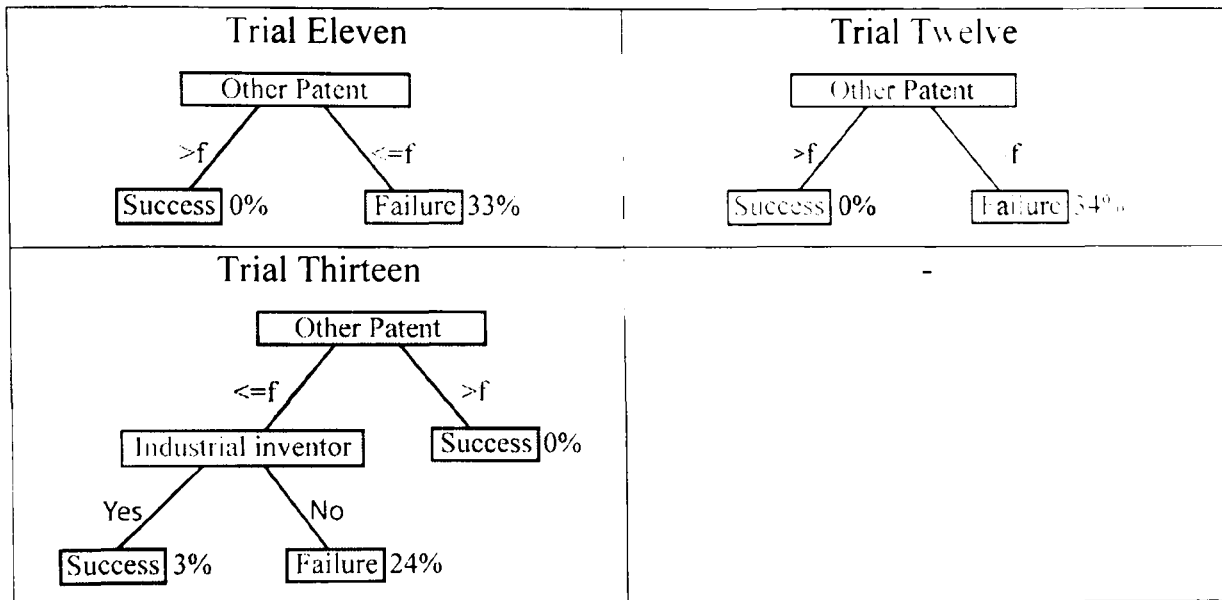 Trial Eleven
Other Patent
>f <=f
Success 0% Failure 33%
Trial Twelve
Other Patent
>f f
Success 0% Failure 34%
Trial Thirteen
Other Patent
<=f >f
Industrial inventor Success 0%
Yes No
Success 3% Failure 24%
-